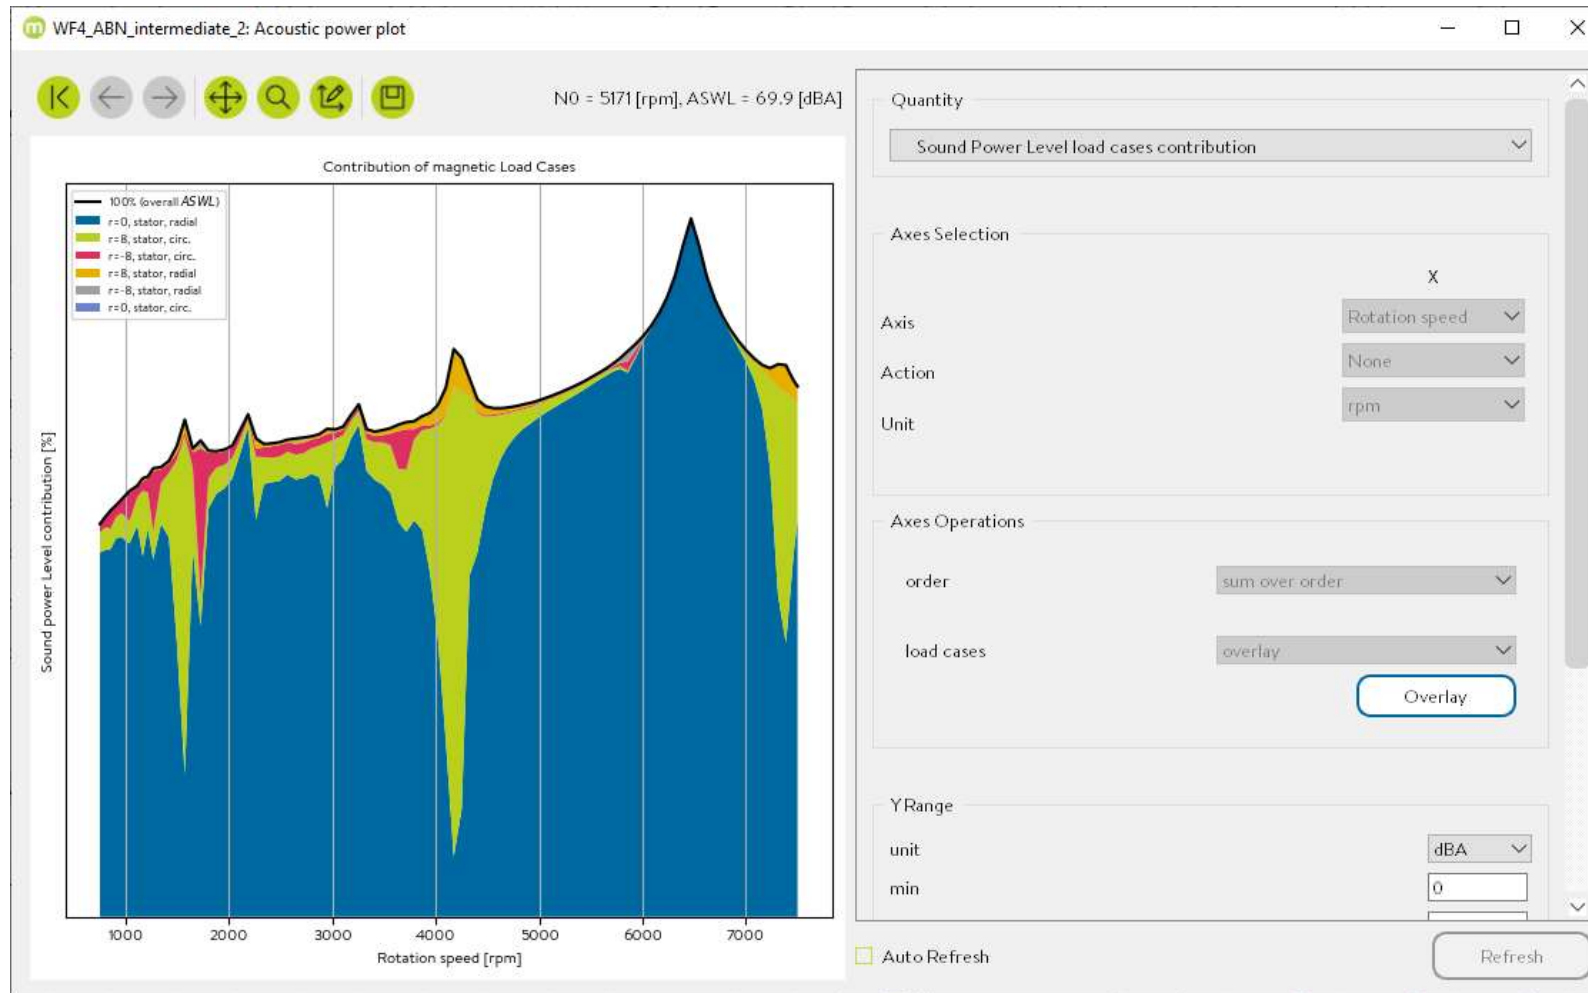 WF4_ABN_intermediate_2: Acoustic power plot
N0 = 5171 [rpm], ASWL = 69.9 [dBA]
Contribution of magnetic Load Cases
100% (overall ASWL)
r=0, stator, radial
r=8, stator, circ.
r=-8, stator, circ.
r=8, stator, radial
r=-8, stator, radial
r=0, stator, circ.
Sound power Level contribution [%]
1000 2000 3000 4000 5000 6000 7000
Rotation speed [rpm]
Quantity
Sound Power Level load cases contribution
Axes Selection
X
Axis Rotation speed
Action None
Unit rpm
Axes Operations
order sum over order
load cases overlay
Overlay
Y Range
unit dBA
min 0
Auto Refresh Refresh